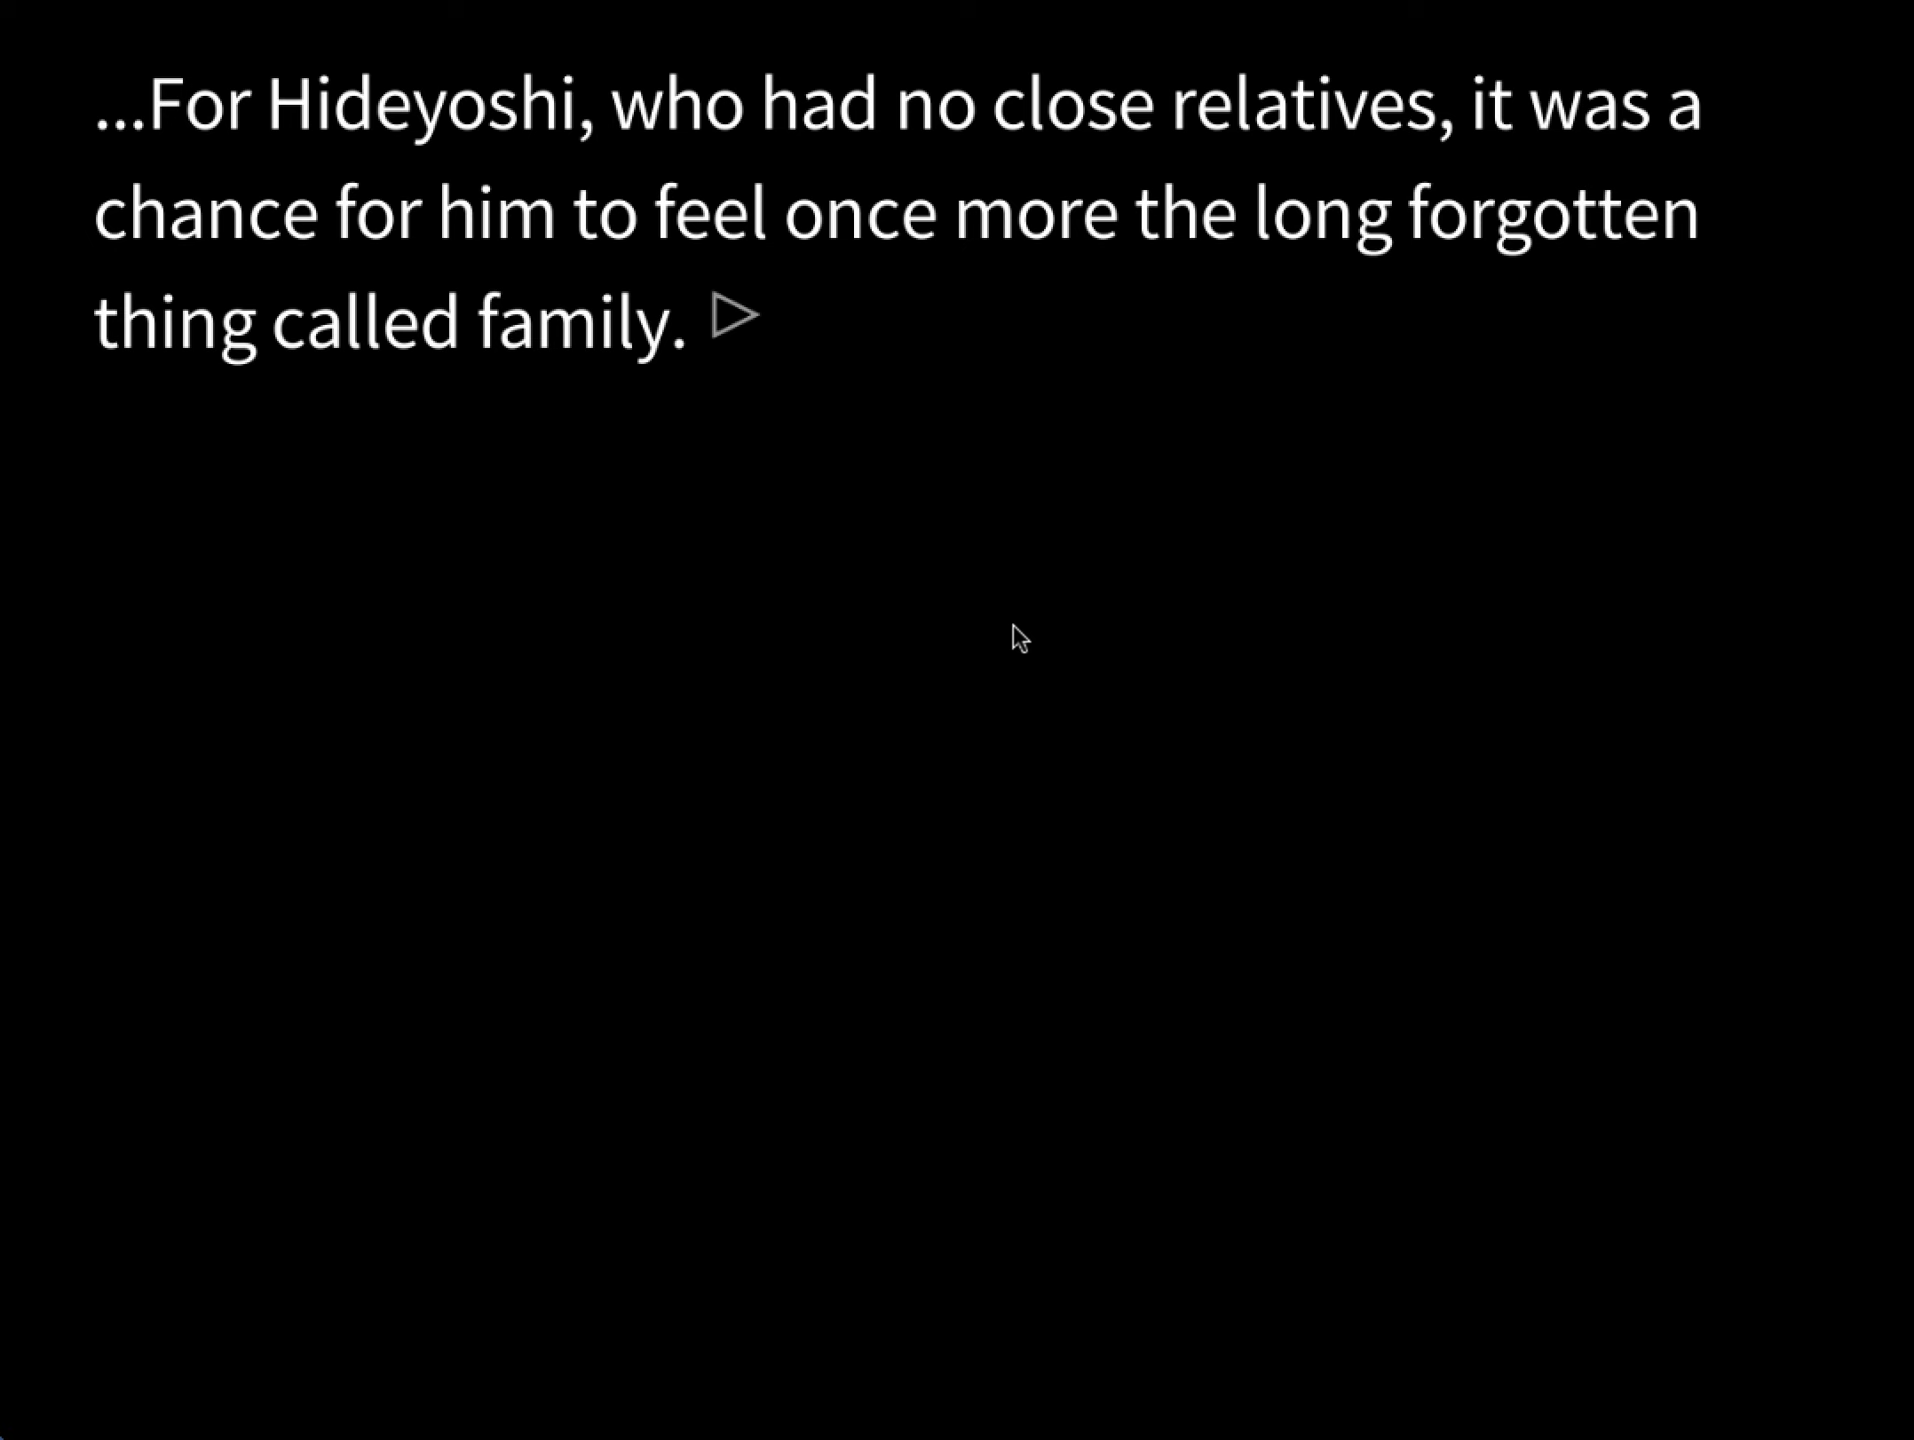 ...For Hideyoshi, who had no close relatives, it was a
chance for him to feel once more the long forgotten
thing called family.